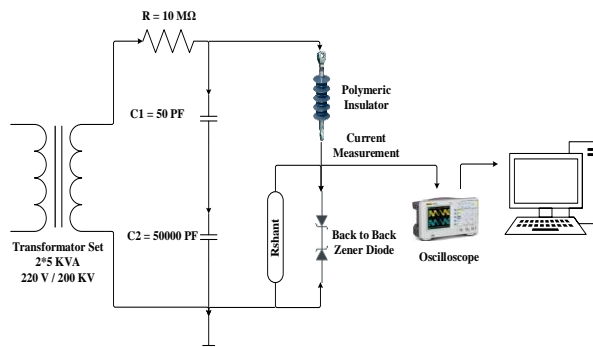 R = 10 MΩ
C1 = 50 PF
Polymeric
Insulator
Current
Measurement
C2 = 50000 PF
Rshant
Back to Back
Zener Diode
Oscilloscope
Transformator Set
2*5 KVA
220 V / 200 KV